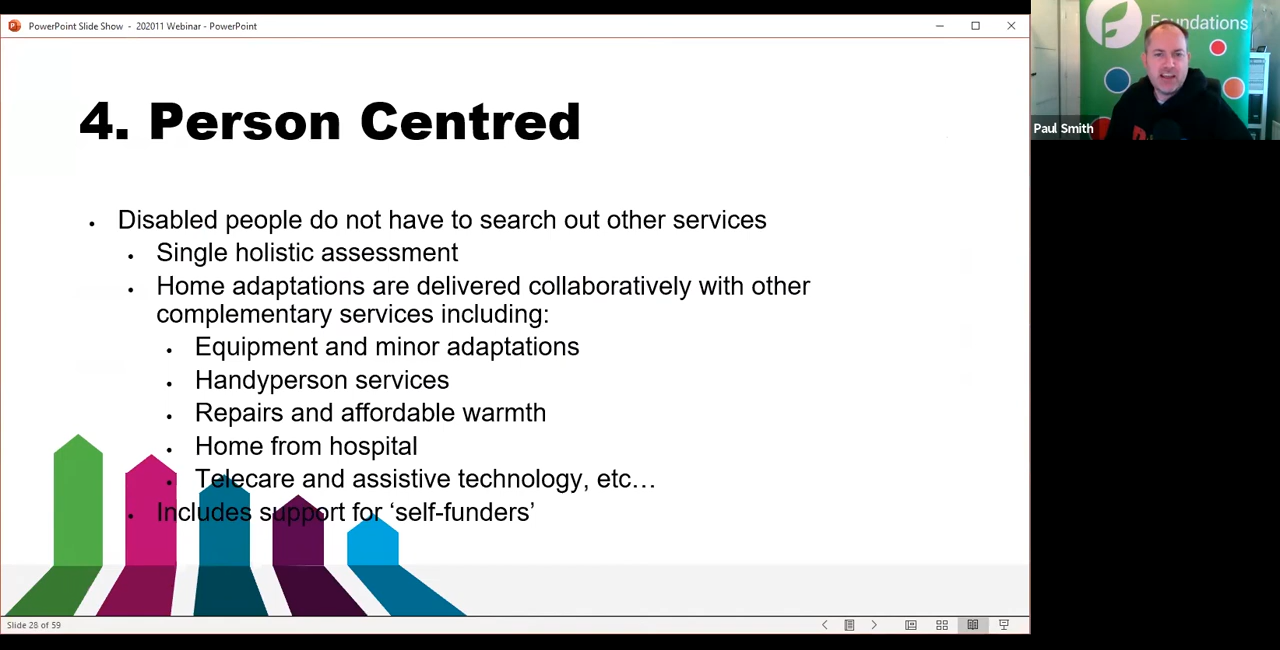 PowerPoint Slide Show - 202011 Webinar - PowerPoint
Foundations
Paul Smith
4. Person Centred
• Disabled people do not have to search out other services
• Single holistic assessment
• Home adaptations are delivered collaboratively with other
complementary services including:
• Equipment and minor adaptations
• Handyperson services
• Repairs and affordable warmth
• Home from hospital
• Telecare and assistive technology, etc…
• Includes support for ‘self-funders’
Slide 28 of 59